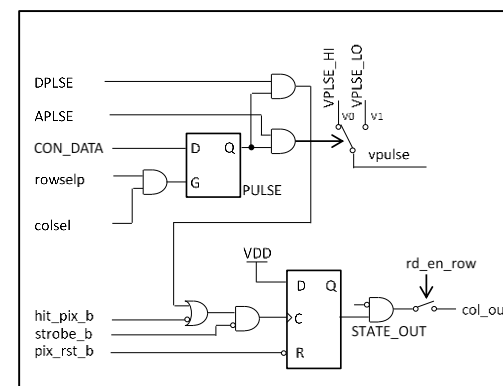 VPLSE_HI
VPLSE_LO
DPLSE
APLSE
V0 V1
CON_DATA
D Q
vpulse
rowselp
G
PULSE
colsel
VDD
rd_en_row
D Q
hit_pix_b
C
col_ou
strobe_b
STATE_OUT
pix_rst_b
R